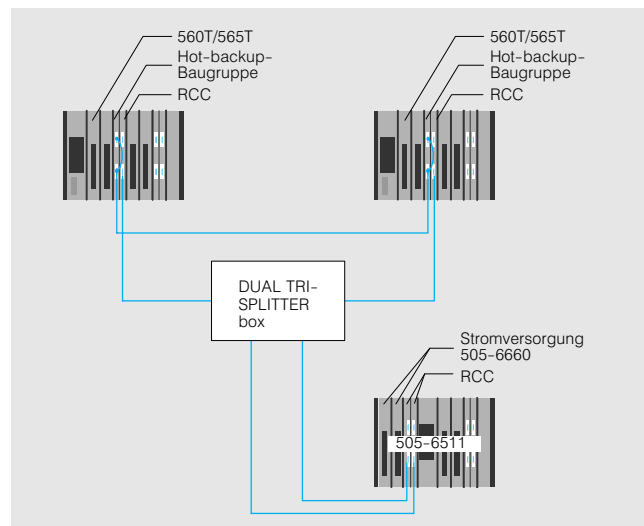 560T/565T
Hot-backup-
Baugruppe
RCC
560T/565T
Hot-backup-
Baugruppe
RCC
DUAL TRI-
SPLITTER
box
Stromversorgung
505-6660
RCC
505-6511